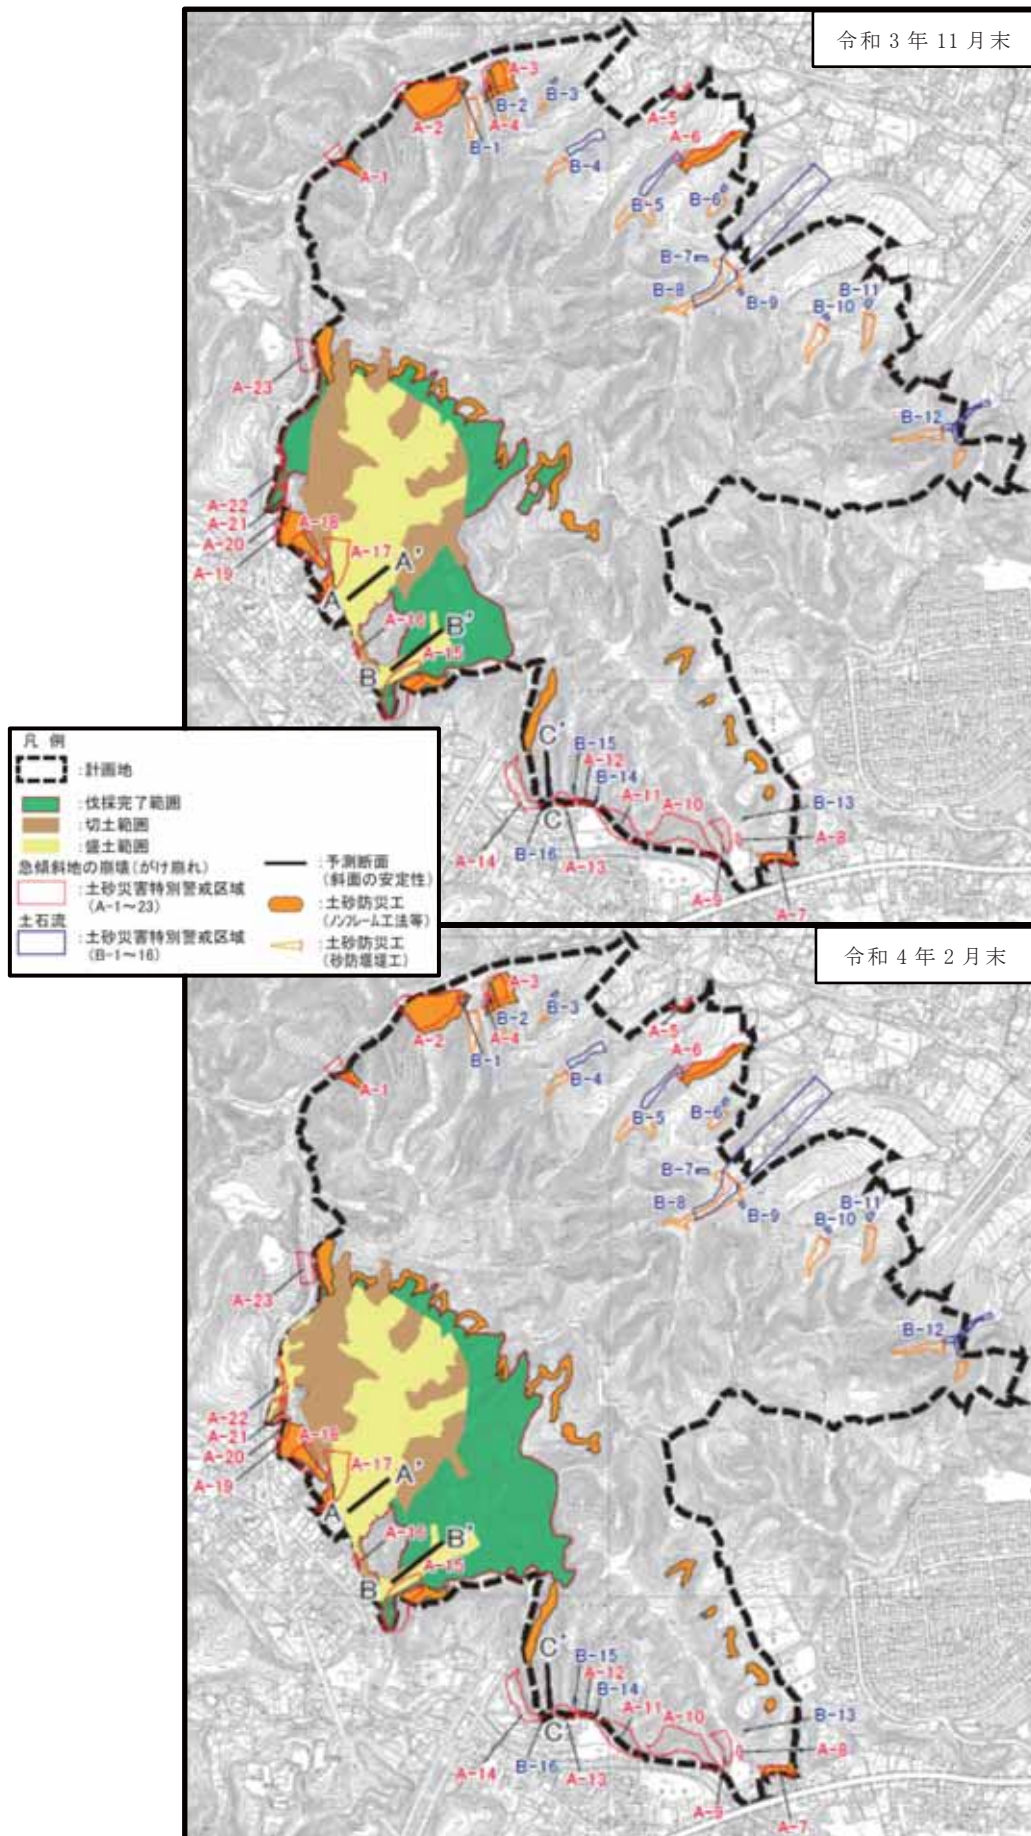 令和3年11月末
A-3
B-3
A-2
B-2
A-4
B-1
A-5
A-6
B-4
A-1
B-5
B-6
B-7
B-8
B-9
B-11
B-10
A-23
B-12
A-22
A-21
A-20
A-19
A-18
A-17
A'
A
A-16
B'
A-15
B
C'
B-15
A-12
B-14
A-11
A-10
B-13
C
A-14
B-16
A-13
A-8
A-9
A-7
凡 例
:計画地
:伐採完了範囲
:切土範囲
:盛土範囲
急傾斜地の崩壊(がけ崩れ)
:土砂災害特別警戒区域
(A-1~23)
土石流
:土砂災害特別警戒区域
(B-1~16)
:予測断面
(斜面の安定性)
:土砂防災工
(ノンフレーム工法等)
:土砂防災工
(砂防堰堤工)
令和4年2月末
A-3
B-3
A-2
B-2
A-4
B-1
A-5
A-6
B-4
A-1
B-5
B-6
B-7
B-8
B-9
B-11
B-10
A-23
B-12
A-22
A-21
A-20
A-19
A-18
A-17
A'
A
A-16
B'
A-15
B
C'
B-15
A-12
B-14
A-11
A-10
B-13
C
A-14
B-16
A-13
A-8
A-9
A-7